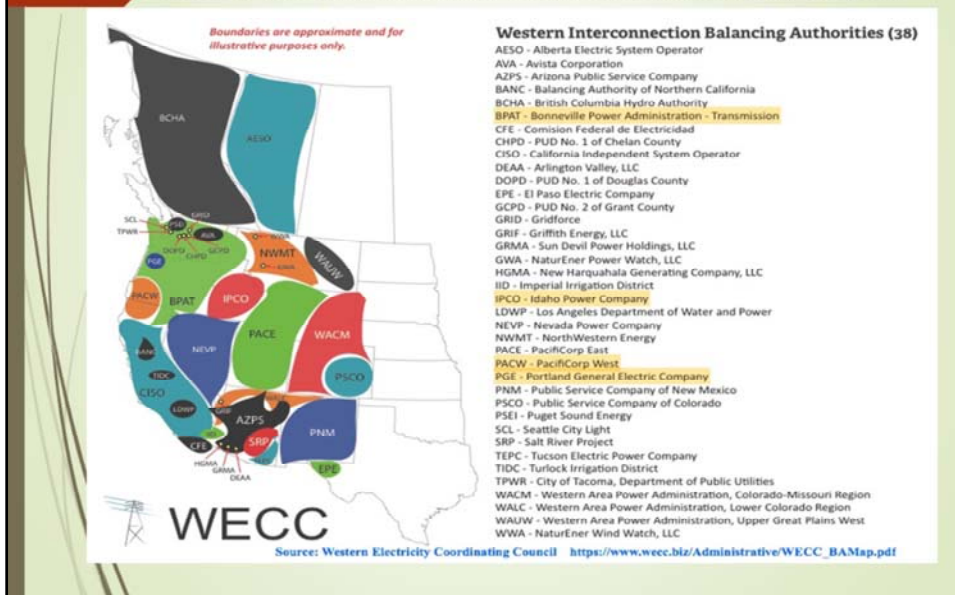 Boundaries are approximate and for
illustrative purposes only.
BCHA
AESO
SCL
TPWR
PSEI
GRID
AVA
DOPD
CHPD
GCPD
PGE
PACW
BPAT
IPCO
NWMT
WWA
GWA
WAUW
NEVP
PACE
WACM
PSCO
BANC
TIDC
CISO
LDWP
GRIF
AZPS
SRP
PNM
EPE
CFE
HGMA
GRMA
DEAA
WECC
Western Interconnection Balancing Authorities (38)
AESO - Alberta Electric System Operator
AVA - Avista Corporation
AZPS - Arizona Public Service Company
BANC - Balancing Authority of Northern California
BCHA - British Columbia Hydro Authority
BPAT - Bonneville Power Administration - Transmission
CFE - Comision Federal de Electricidad
CHPD - PUD No. 1 of Chelan County
CISO - California Independent System Operator
DEAA - Arlington Valley, LLC
DOPD - PUD No. 1 of Douglas County
EPE - El Paso Electric Company
GCPD - PUD No. 2 of Grant County
GRID - Gridforce
GRIF - Griffith Energy, LLC
GRMA - Sun Devil Power Holdings, LLC
GWA - NaturEner Power Watch, LLC
HGMA - New Harquahala Generating Company, LLC
IID - Imperial Irrigation District
IPCO - Idaho Power Company
LDWP - Los Angeles Department of Water and Power
NEVP - Nevada Power Company
NWMT - NorthWestern Energy
PACE - PacifiCorp East
PACW - PacifiCorp West
PGE - Portland General Electric Company
PNM - Public Service Company of New Mexico
PSCO - Public Service Company of Colorado
PSEI - Puget Sound Energy
SCL - Seattle City Light
SRP - Salt River Project
TEPC - Tucson Electric Power Company
TIDC - Turlock Irrigation District
TPWR - City of Tacoma, Department of Public Utilities
WACM - Western Area Power Administration, Colorado-Missouri Region
WALC - Western Area Power Administration, Lower Colorado Region
WAUW - Western Area Power Administration, Upper Great Plains West
WWA - NaturEner Wind Watch, LLC
Source: Western Electricity Coordinating Council https://www.wecc.biz/Administrative/WECC_BAMap.pdf